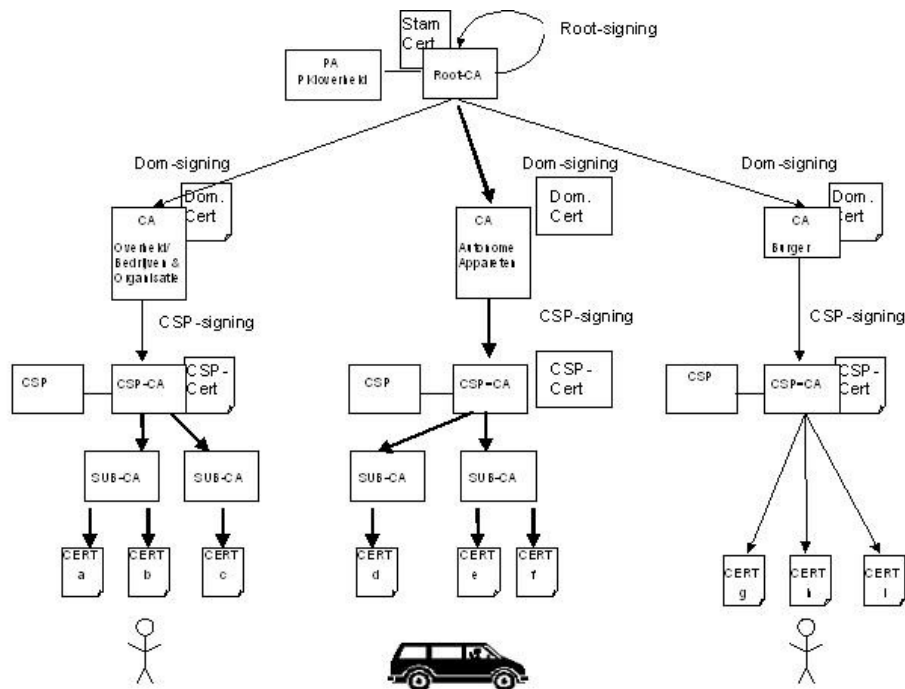 Stam
Cert
Root-signing
PA
PKIoverheid
Root-CA
Dom-signing
Dom-signing
Dom-signing
Dom.
Cert
Dom.
Cert
Dom.
Cert
CA
Overheid/
Bedrijven &
Organisatie
CA
Autonome
Apparaten
CA
Burger
CSP-signing
CSP-signing
CSP-signing
CSP
CSP-CA
CSP-
Cert
CSP
CSP=CA
CSP-
Cert
CSP
CSP=CA
CSP-
Cert
SUB-CA
SUB-CA
SUB-CA
SUB-CA
CERT
a
CERT
b
CERT
c
CERT
d
CERT
e
CERT
f
CERT
g
CERT
h
CERT
i